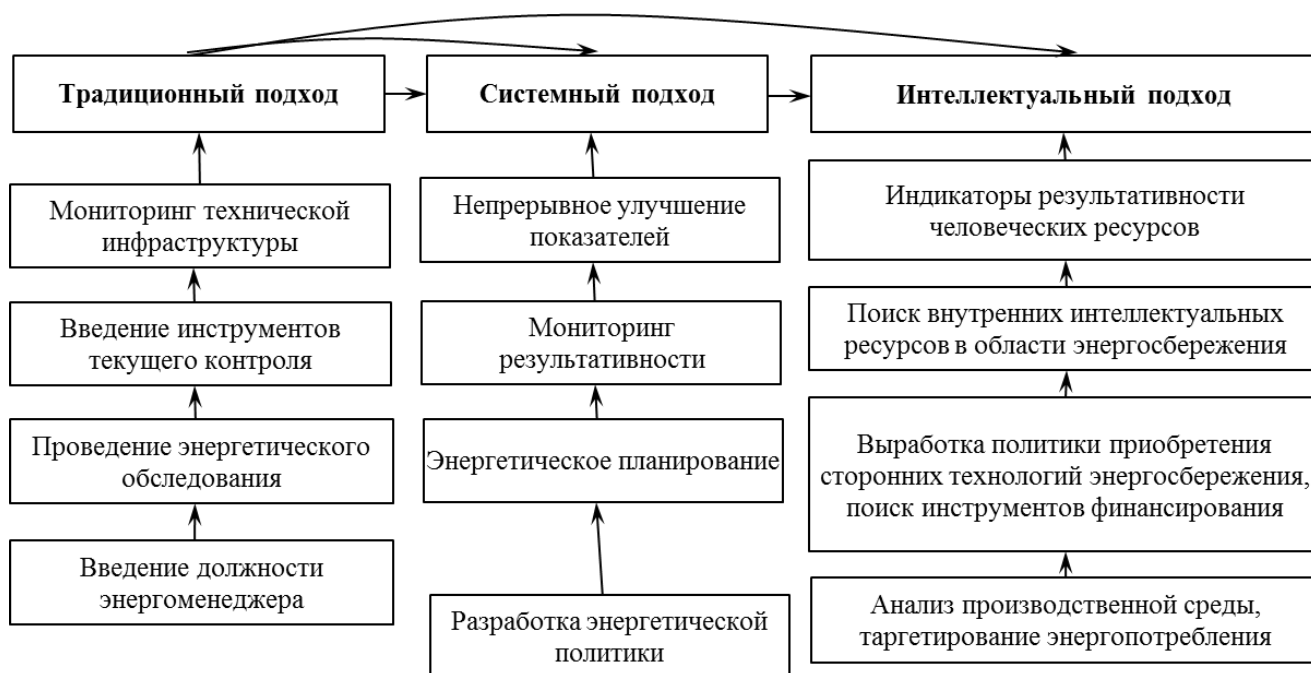 Традиционный подход
Системный подход
Интеллектуальный подход
Мониторинг технической
инфраструктуры
Введение инструментов
текущего контроля
Проведение энергетического
обследования
Введение должности
энергоменеджера
Непрерывное улучшение
показателей
Мониторинг
результативности
Энергетическое планирование
Разработка энергетической
политики
Индикаторы результативности
человеческих ресурсов
Поиск внутренних интеллектуальных
ресурсов в области энергосбережения
Выработка политики приобретения
сторонних технологий энергосбережения,
поиск инструментов финансирования
Анализ производственной среды,
таргетирование энергопотребления